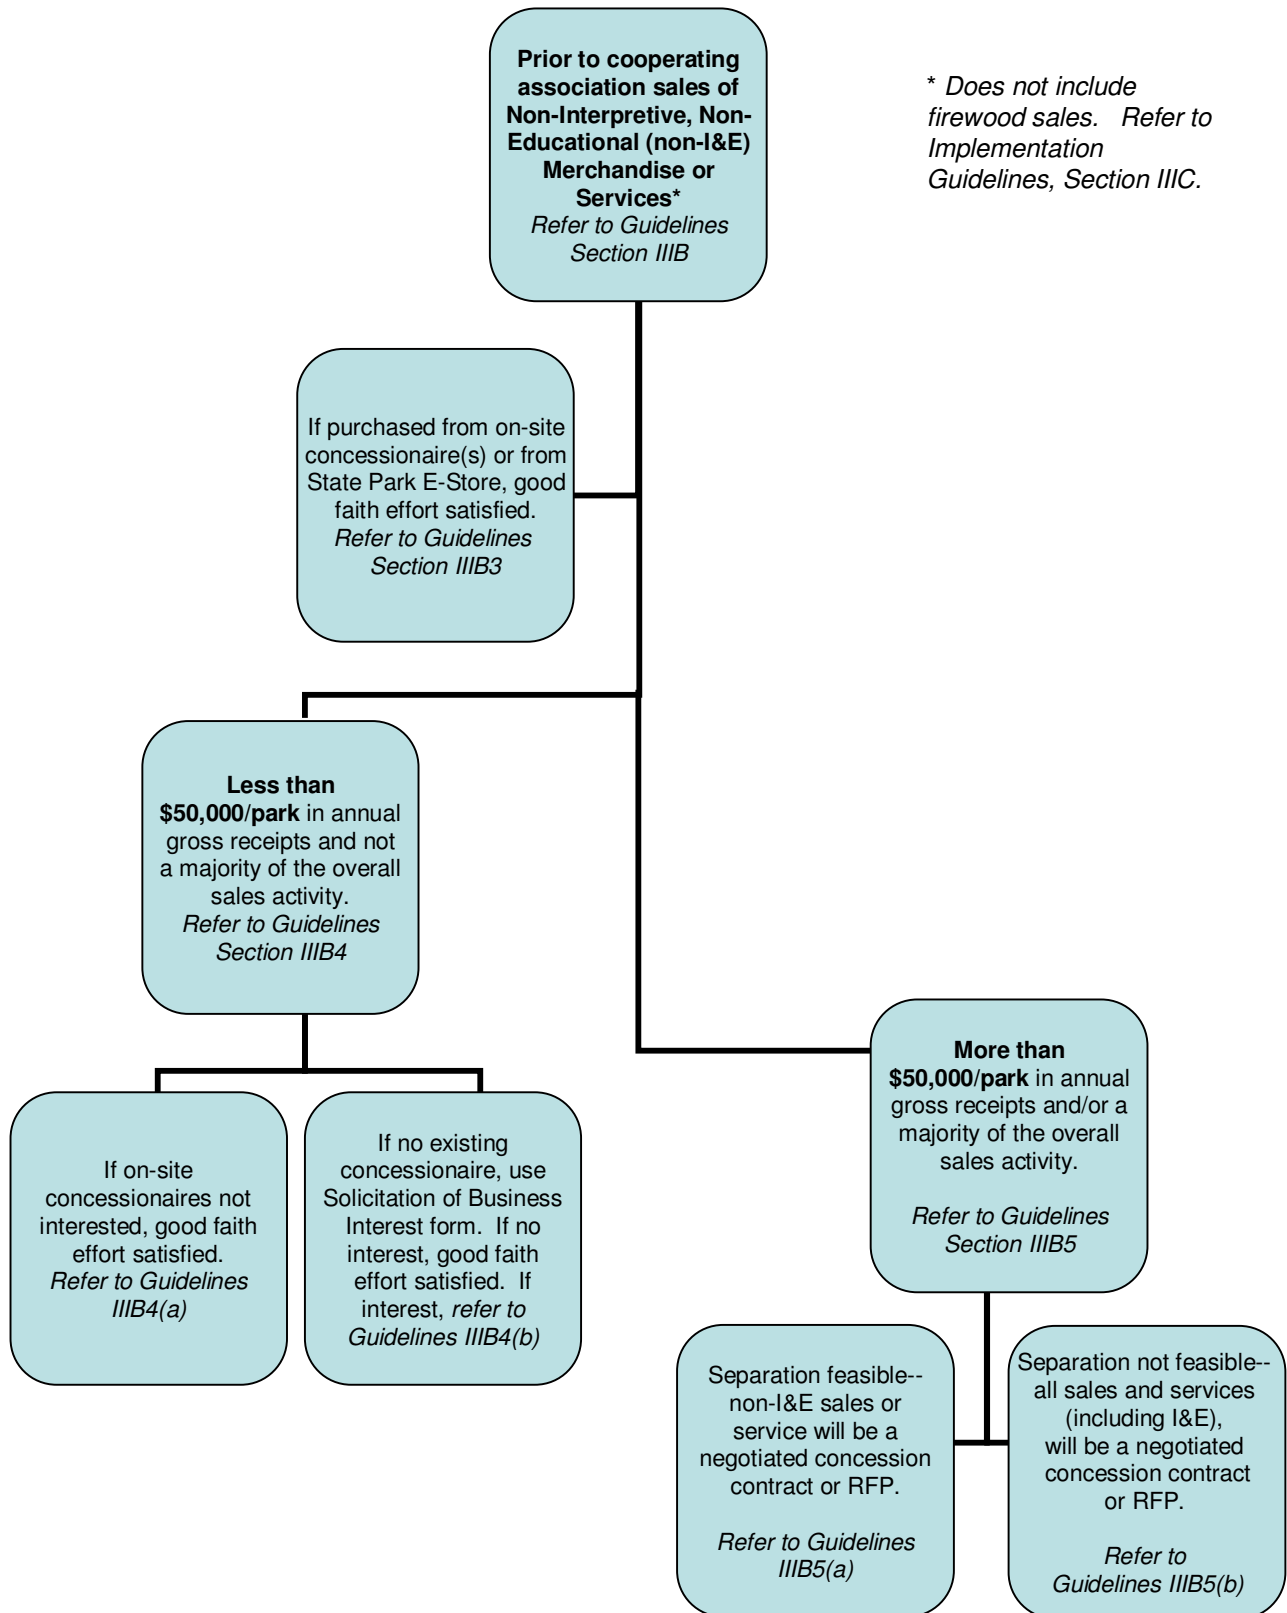 Prior to cooperating
association sales of
Non-Interpretive, Non-
Educational (non-I&E)
Merchandise or
Services*
Refer to Guidelines
Section IIIB
* Does not include
firewood sales. Refer to
Implementation
Guidelines, Section IIIC.
If purchased from on-site
concessionaire(s) or from
State Park E-Store, good
faith effort satisfied.
Refer to Guidelines
Section IIIB3
Less than
$50,000/park in annual
gross receipts and not
a majority of the overall
sales activity.
Refer to Guidelines
Section IIIB4
More than
$50,000/park in annual
gross receipts and/or a
majority of the overall
sales activity.
Refer to Guidelines
Section IIIB5
If on-site
concessionaires not
interested, good faith
effort satisfied.
Refer to Guidelines
IIIB4(a)
If no existing
concessionaire, use
Solicitation of Business
Interest form. If no
interest, good faith
effort satisfied. If
interest, refer to
Guidelines IIIB4(b)
Separation feasible--
non-I&E sales or
service will be a
negotiated concession
contract or RFP.
Refer to Guidelines
IIIB5(a)
Separation not feasible--
all sales and services
(including I&E),
will be a negotiated
concession contract
or RFP.
Refer to
Guidelines IIIB5(b)